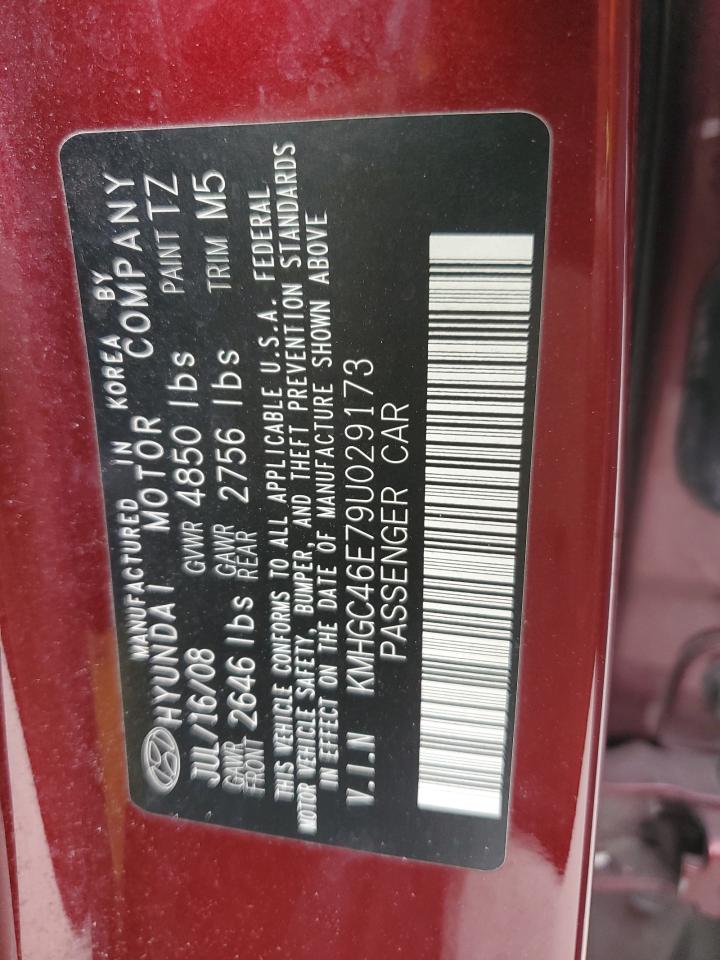 MANUFACTURED IN KOREA BY
HYUNDAI MOTOR COMPANY
JUL/16/08 GVWR 4850 lbs PAINT TZ
GAWR FRONT 2646 lbs GAWR REAR 2756 lbs TRIM M5
THIS VEHICLE CONFORMS TO ALL APPLICABLE U.S.A. FEDERAL
MOTOR VEHICLE SAFETY, BUMPER, AND THEFT PREVENTION STANDARDS
IN EFFECT ON THE DATE OF MANUFACTURE SHOWN ABOVE
V.I.N KMHGC46E79U029173
PASSENGER CAR